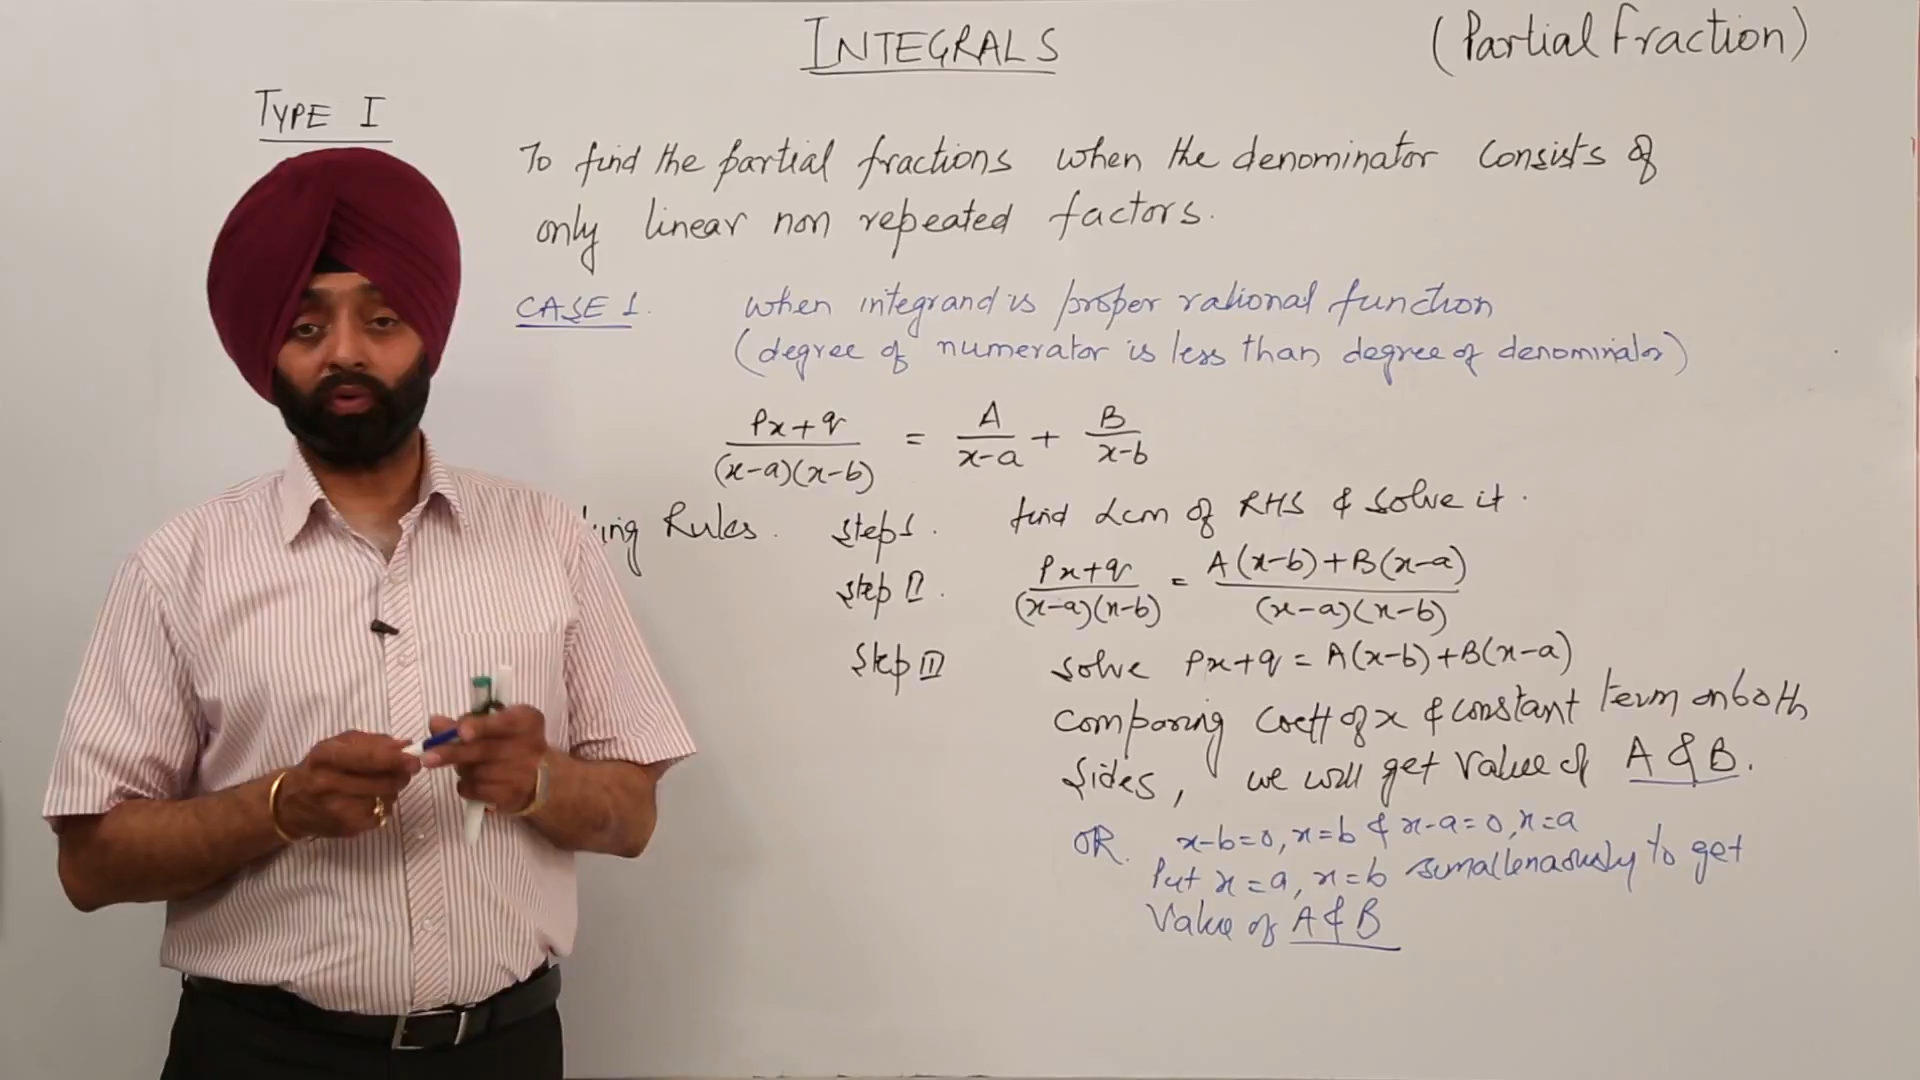 INTEGRALS
(Partial Fraction)
TYPE I
To find the partial fractions when the denominator consists of
only linear non repeated factors.
CASE 1. when integrand is proper rational function
(degree of numerator is less than degree of denominator)
Px+q/(x-a)(x-b) = A/x-a + B/x-b
king Rules. Step I. find Lcm of RHS & solve it.
Step II. Px+q/(x-a)(x-b) = A(x-b)+B(x-a)/(x-a)(x-b)
Step III solve Px+q = A(x-b)+B(x-a)
comparing coeff of x & constant term on both
sides, we will get value of A & B.
OR. x-b=0, x=b & x-a=0, x=a
Put x=a, x=b to get
Value of A & B